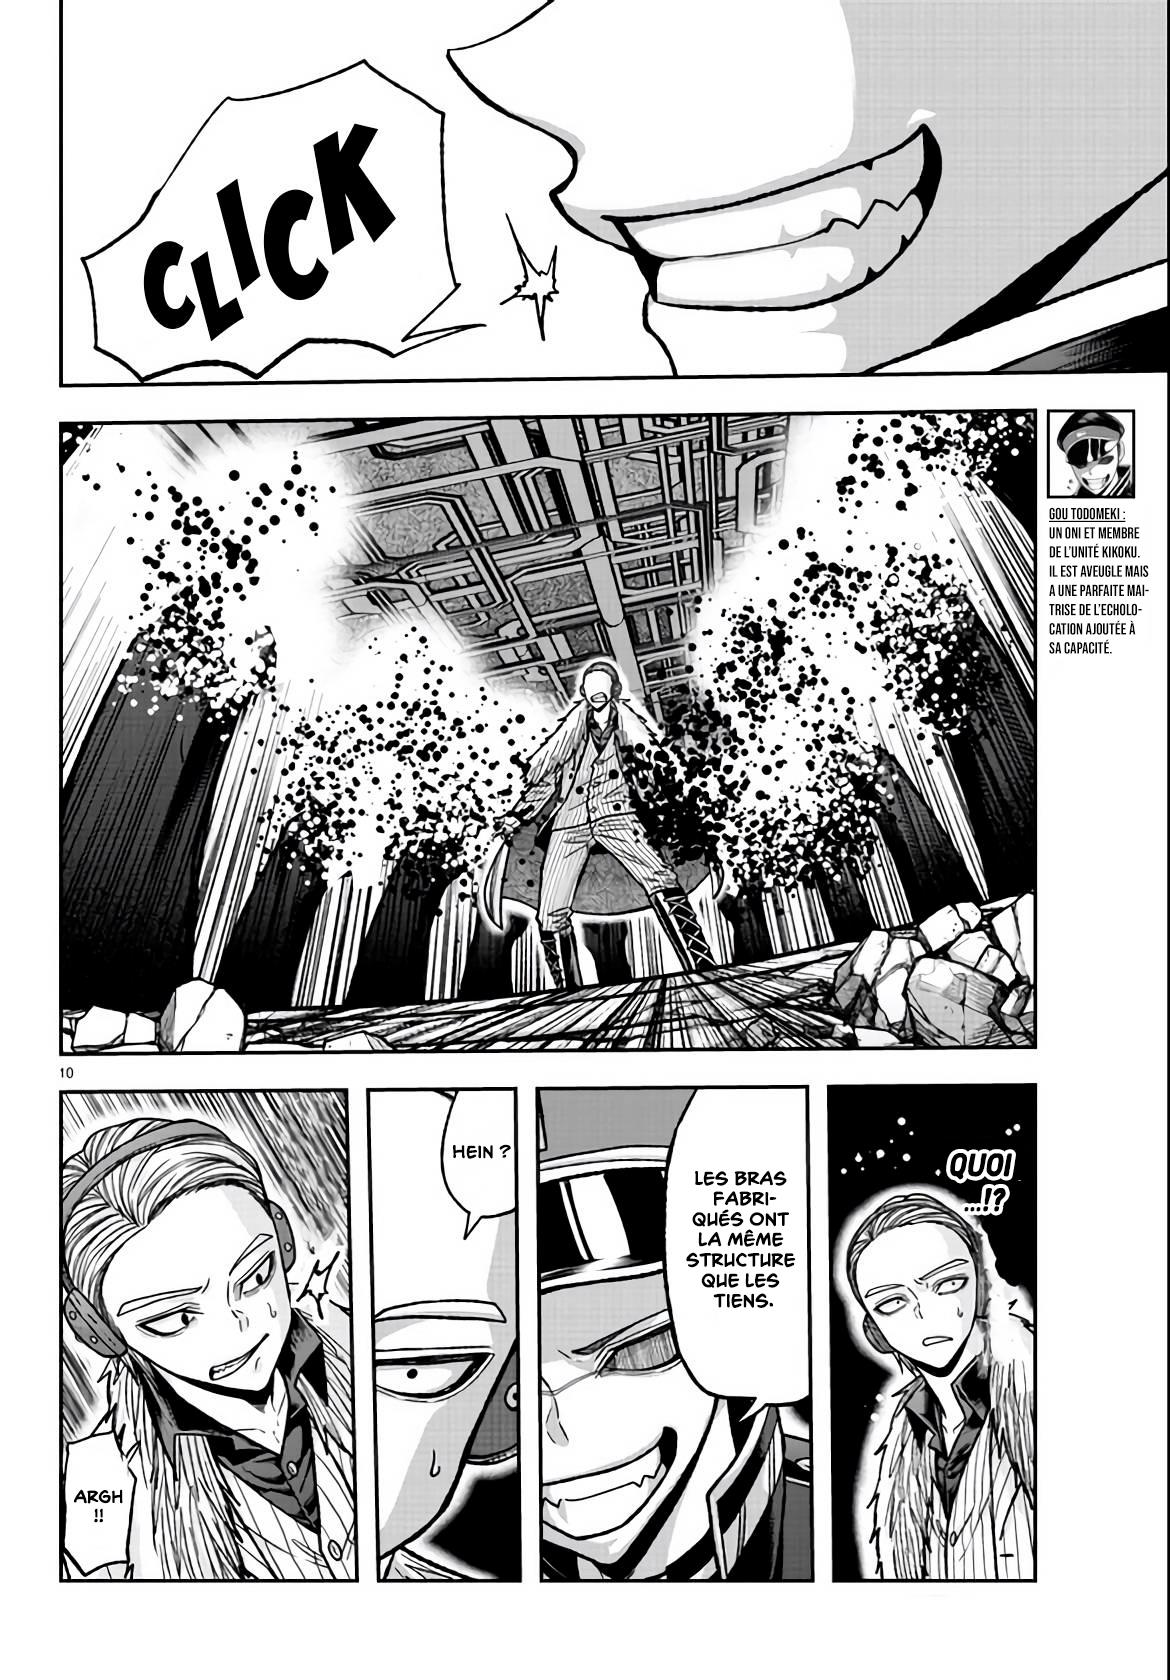 CLICK
GOU TODOMEKI :
UN ONI ET MEMBRE
DE L'UNITÉ KIKOKU.
IL EST AVEUGLE MAIS
A UNE PARFAITE MAI-
TRISE DE L'ECHOLO-
CATION AJOUTÉE À
SA CAPACITÉ.
10
QUOI
...!?
LES BRAS
FABRI-
QUÉS ONT
LA MÊME
STRUCTURE
QUE LES
TIENS.
HEIN ?
ARGH
!!